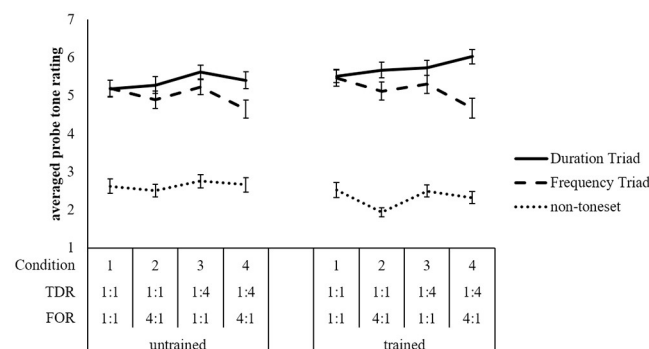 7
6
5
4
3
2
1
averaged probe tone rating
Duration Triad
Frequency Triad
non-toneset
Condition 1 2 3 4 1 2 3 4
TDR 1:1 1:1 1:4 1:4 1:1 1:1 1:4 1:4
FOR 1:1 4:1 1:1 4:1 1:1 4:1 1:1 4:1
untrained trained